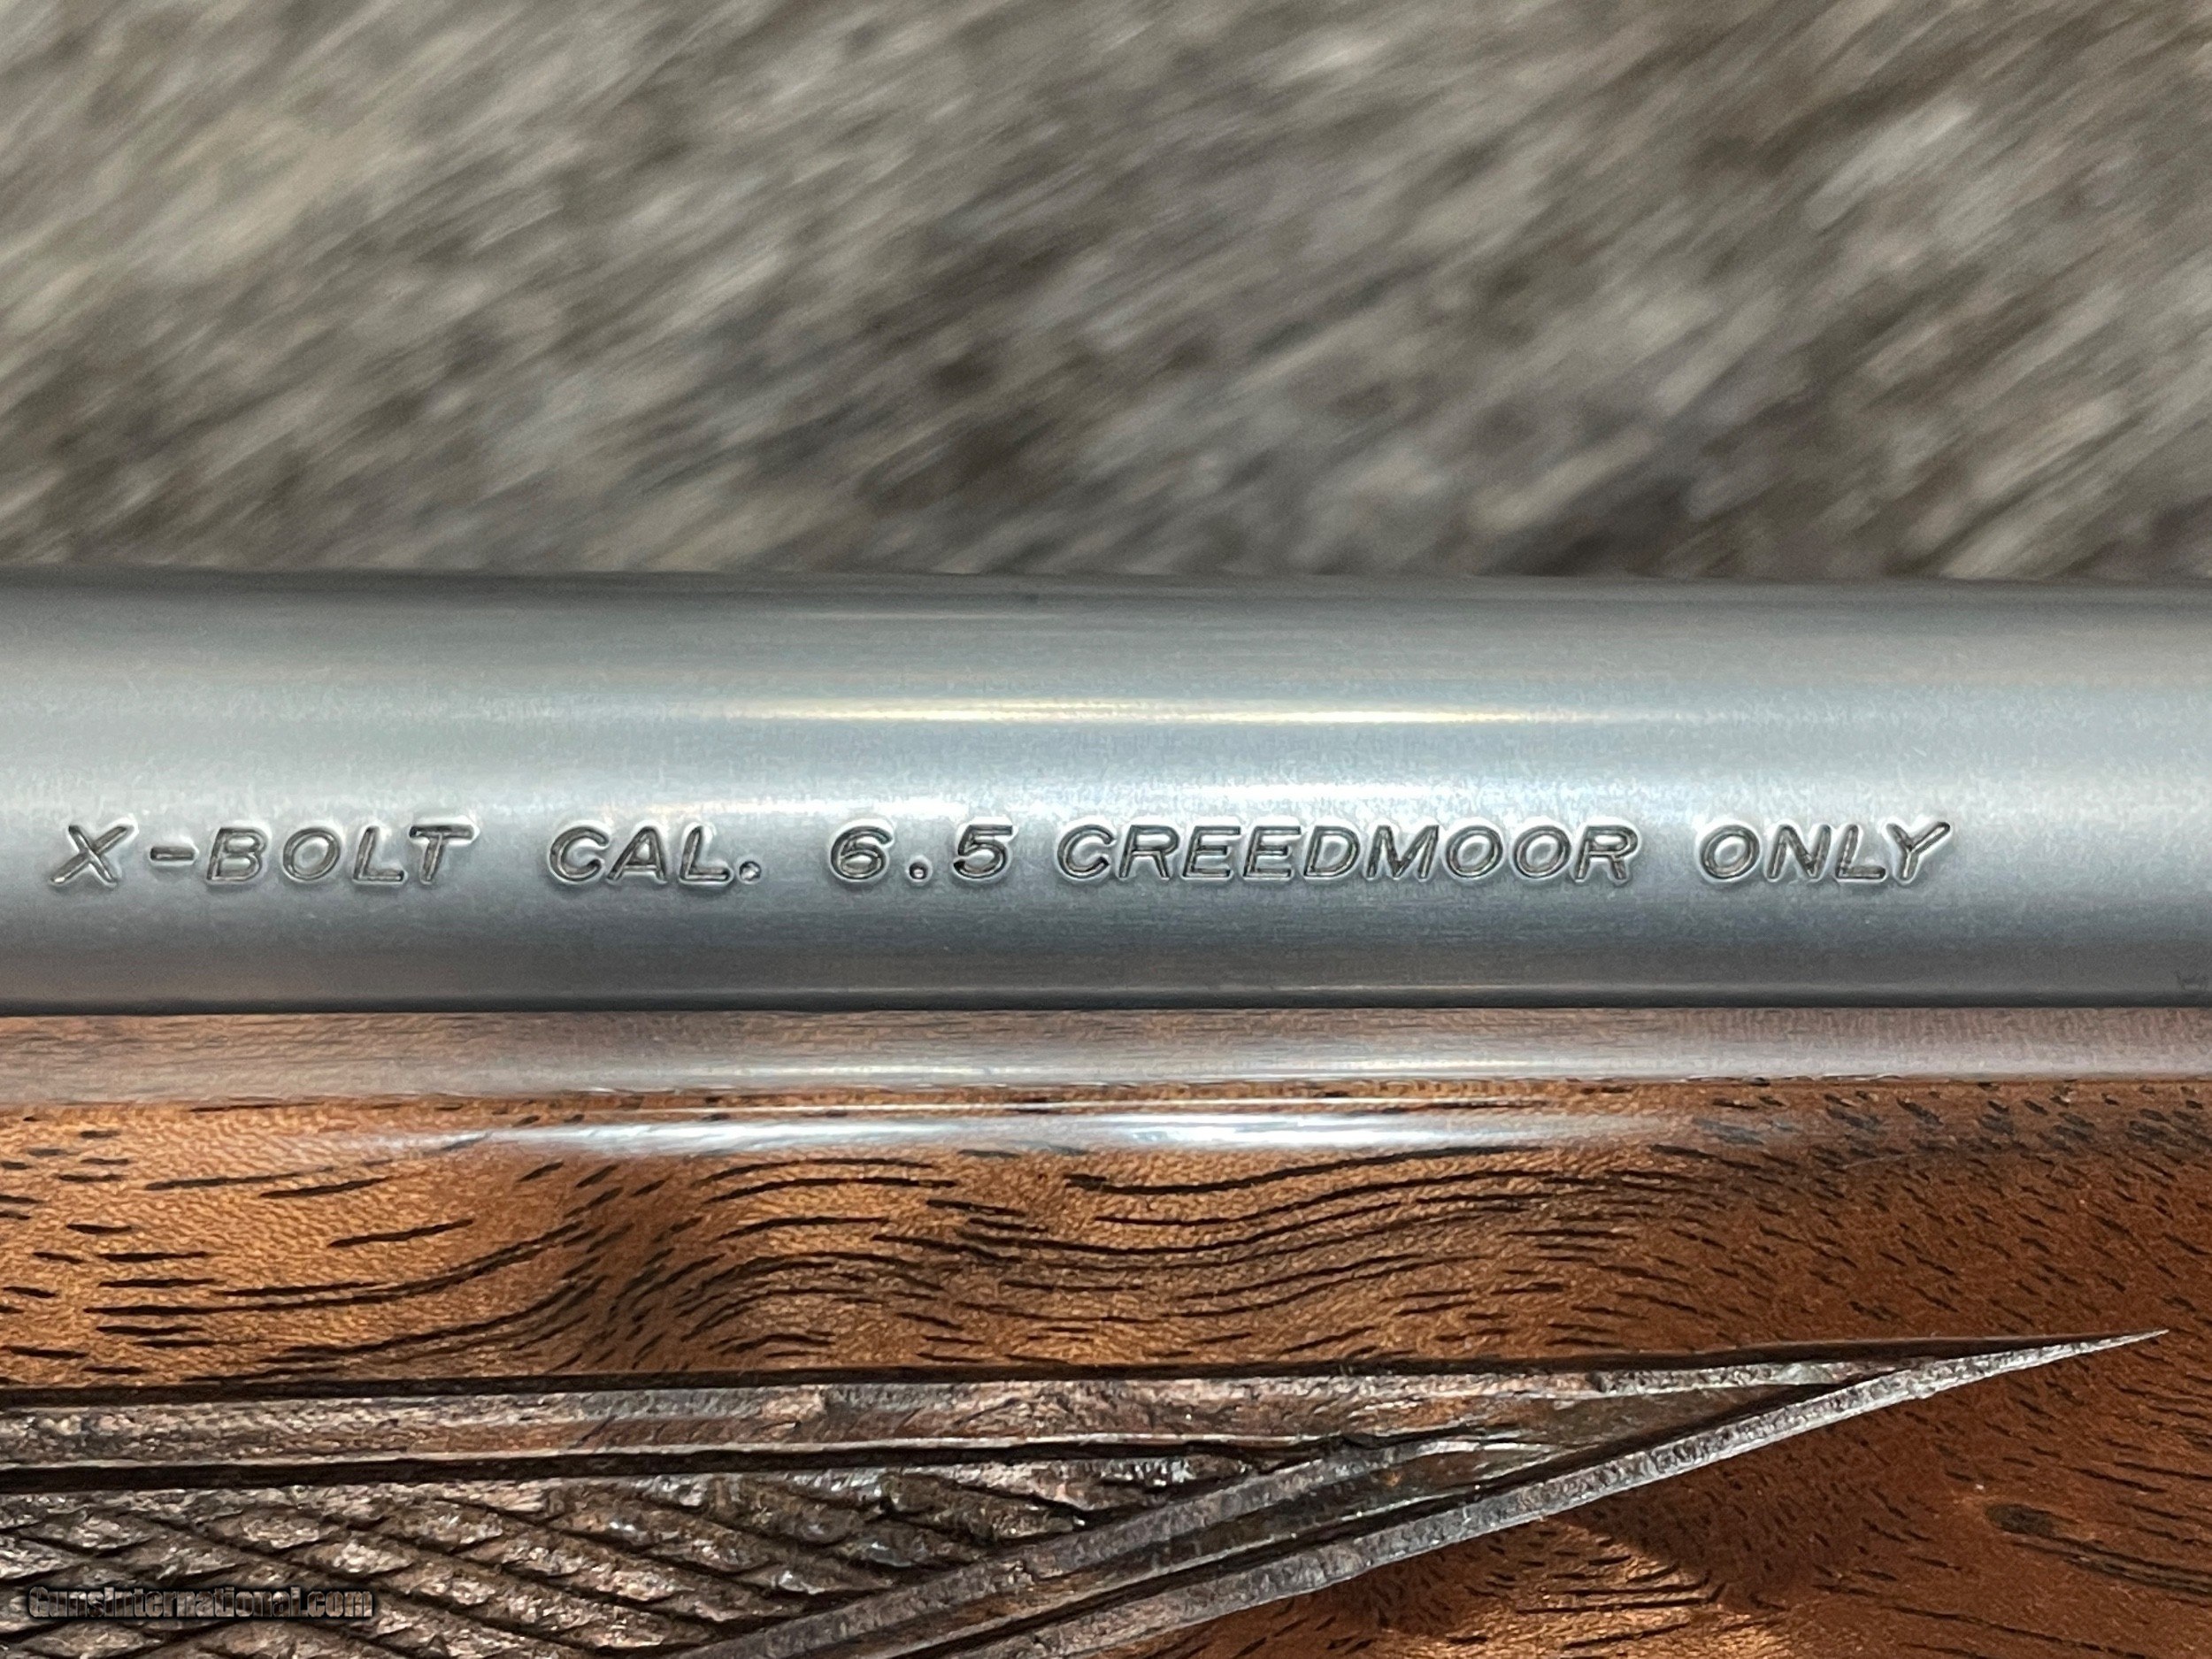 X-BOLT CAL. 6.5 CREEDMOOR ONLY
GunsInternational.com